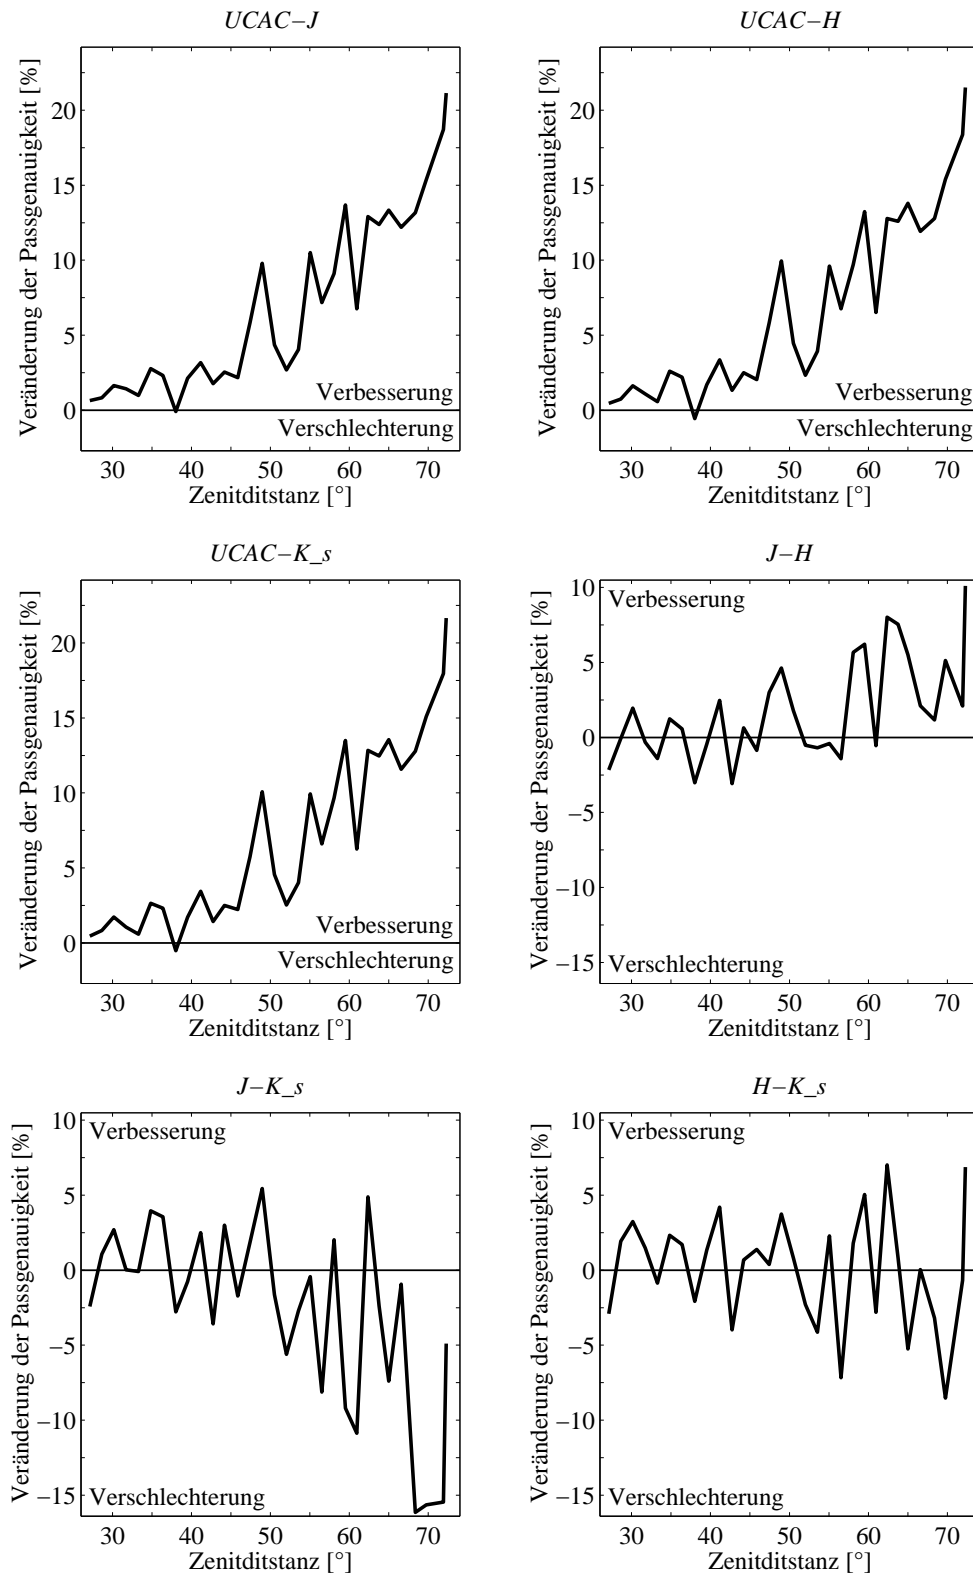 UCAC−J
Veränderung der Passgenauigkeit [%]
20
15
10
5
0
Verbesserung
Verschlechterung
30 40 50 60 70
Zenitditstanz [°]
UCAC−H
Veränderung der Passgenauigkeit [%]
20
15
10
5
0
Verbesserung
Verschlechterung
30 40 50 60 70
Zenitditstanz [°]
UCAC−K_s
Veränderung der Passgenauigkeit [%]
20
15
10
5
0
Verbesserung
Verschlechterung
30 40 50 60 70
Zenitditstanz [°]
J−H
Veränderung der Passgenauigkeit [%]
10
5
0
−5
−10
−15
Verbesserung
Verschlechterung
30 40 50 60 70
Zenitditstanz [°]
J−K_s
Veränderung der Passgenauigkeit [%]
10
5
0
−5
−10
−15
Verbesserung
Verschlechterung
30 40 50 60 70
Zenitditstanz [°]
H−K_s
Veränderung der Passgenauigkeit [%]
10
5
0
−5
−10
−15
Verbesserung
Verschlechterung
30 40 50 60 70
Zenitditstanz [°]